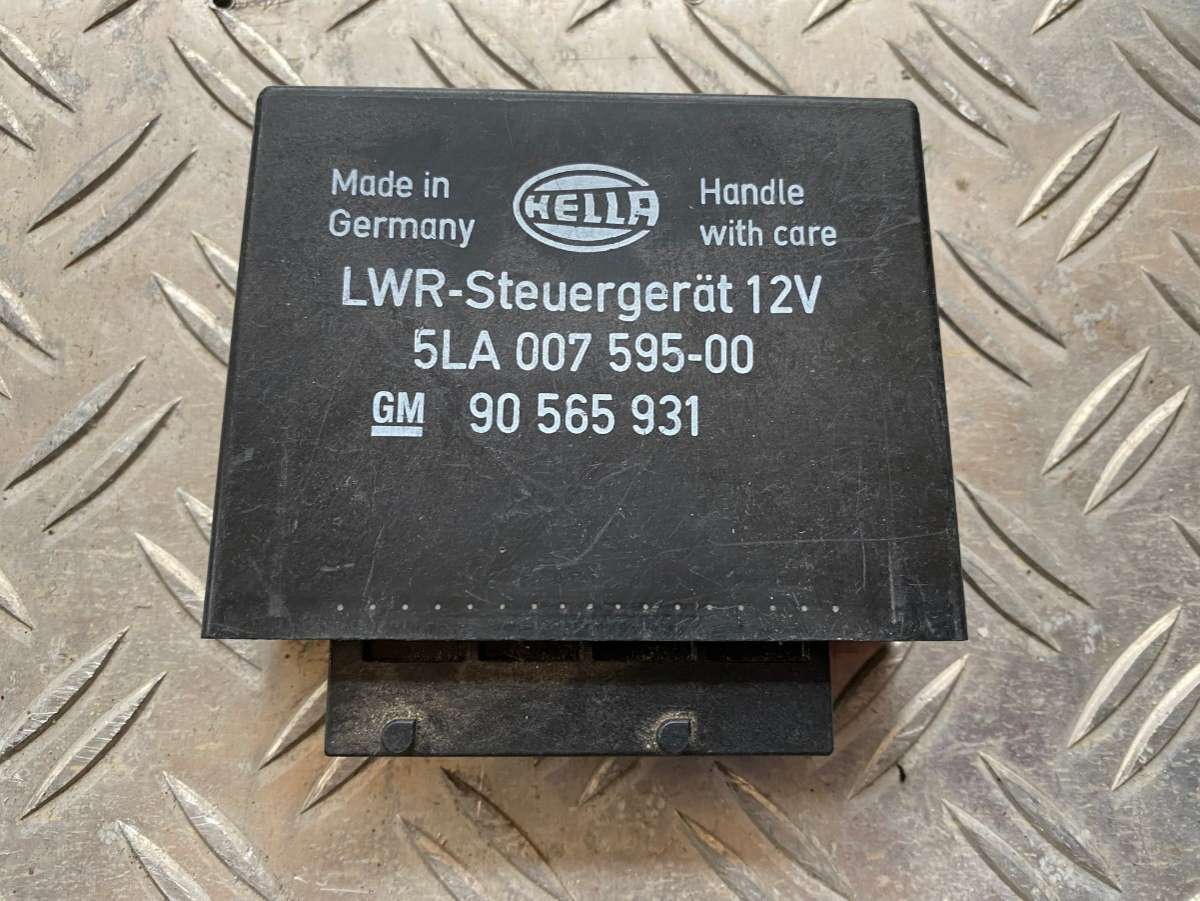 Made in
Germany
HELLA
Handle
with care
LWR-Steuergerät 12V
5LA 007 595-00
GM 90 565 931